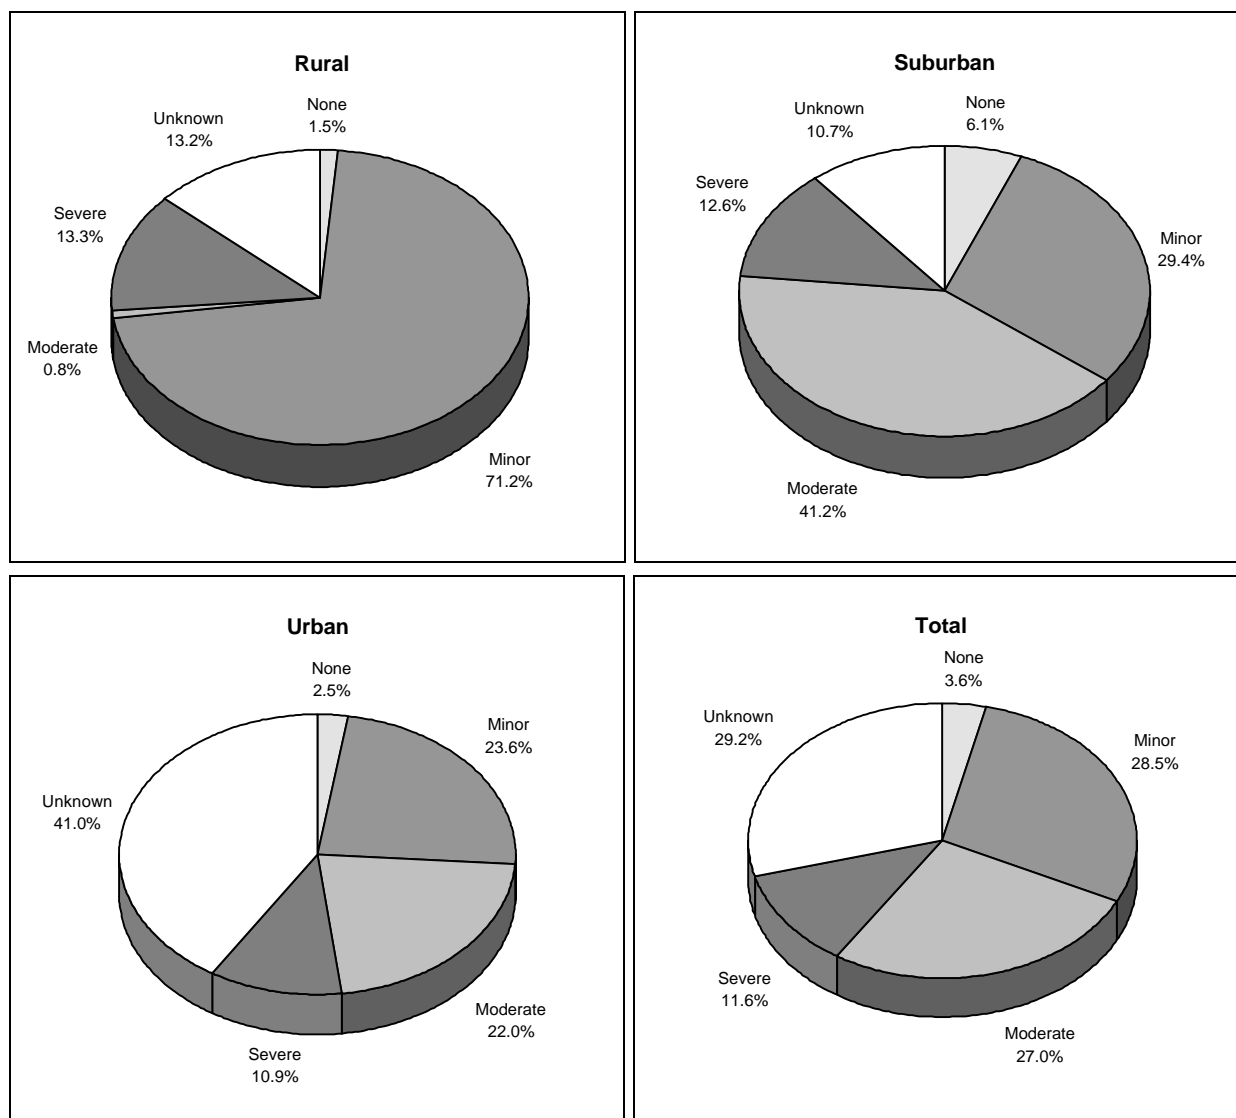 Rural
None
1.5%
Unknown
13.2%
Severe
13.3%
Moderate
0.8%
Minor
71.2%
Suburban
None
6.1%
Unknown
10.7%
Severe
12.6%
Minor
29.4%
Moderate
41.2%
Urban
None
2.5%
Minor
23.6%
Unknown
41.0%
Moderate
22.0%
Severe
10.9%
Total
None
3.6%
Unknown
29.2%
Minor
28.5%
Severe
11.6%
Moderate
27.0%